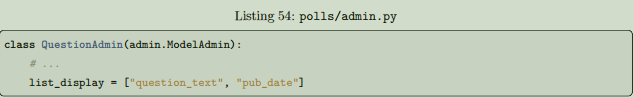 Listing 54: polls/admin.py
class QuestionAdmin(admin.ModelAdmin):
    # ...
    list_display = ["question_text", "pub_date"]